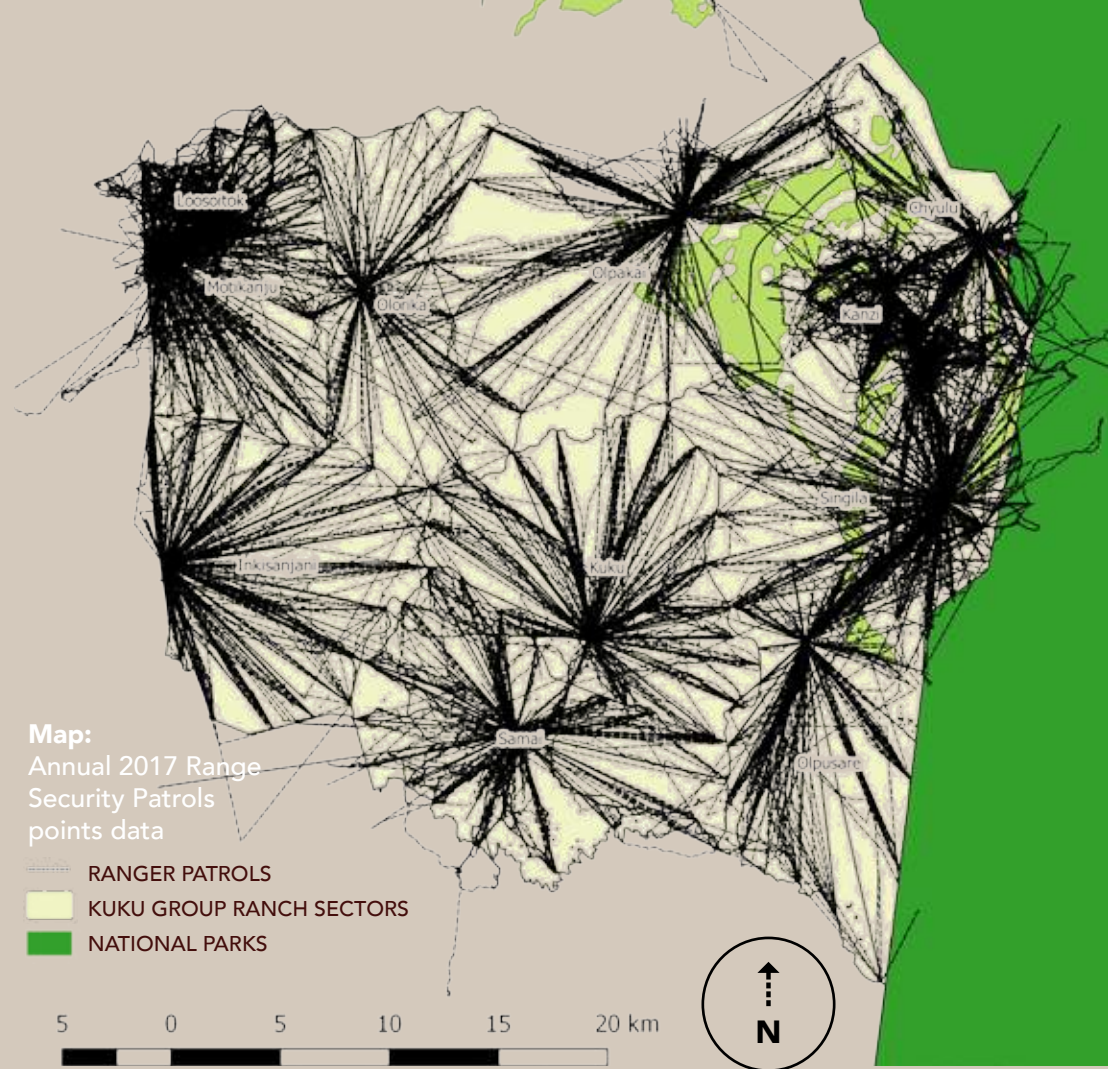 Loosoitok
Chyulu
Olpakai
Motikanju
Olorika
Kanzi
Singila
Inkisanjani
Kuku
Samai
Olpusare
Map:
Annual 2017 Range
Security Patrols
points data
RANGER PATROLS
KUKU GROUP RANCH SECTORS
NATIONAL PARKS
5 0 5 10 15 20 km
N